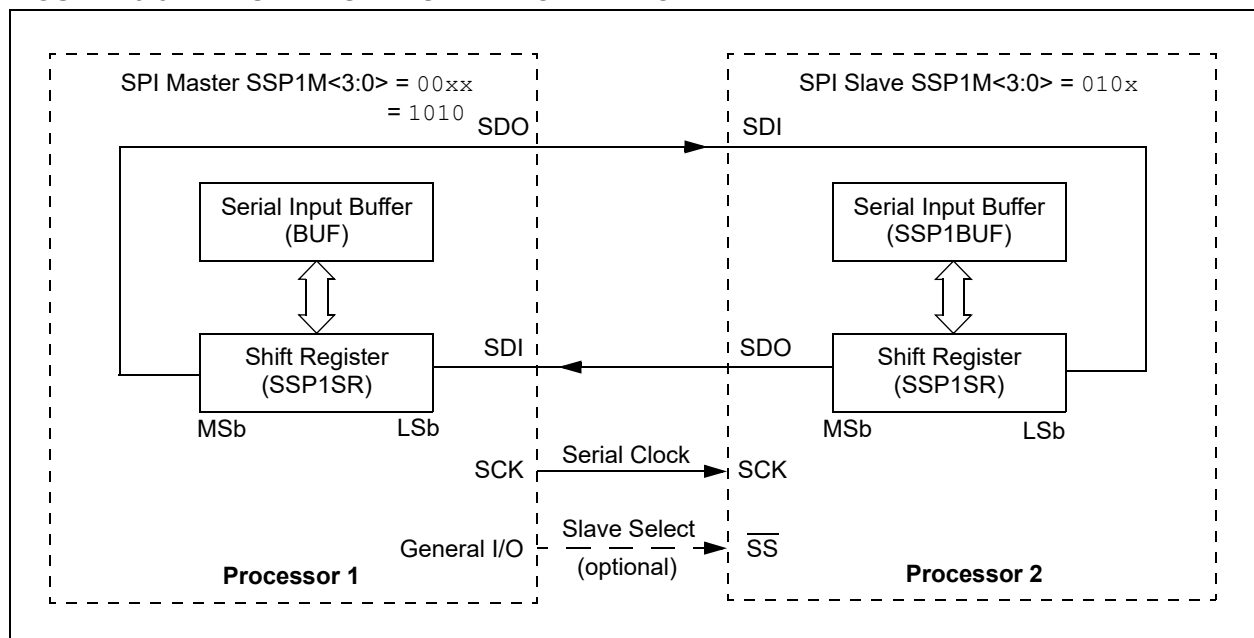 SPI Master SSP1M<3:0> = 00xx
= 1010
SPI Slave SSP1M<3:0> = 010x
SDO
SDI
Serial Input Buffer
(BUF)
Serial Input Buffer
(SSP1BUF)
SDI
SDO
Shift Register
(SSP1SR)
Shift Register
(SSP1SR)
MSb
LSb
MSb
LSb
SCK
Serial Clock
SCK
General I/O
Slave Select
(optional)
SS
Processor 1
Processor 2